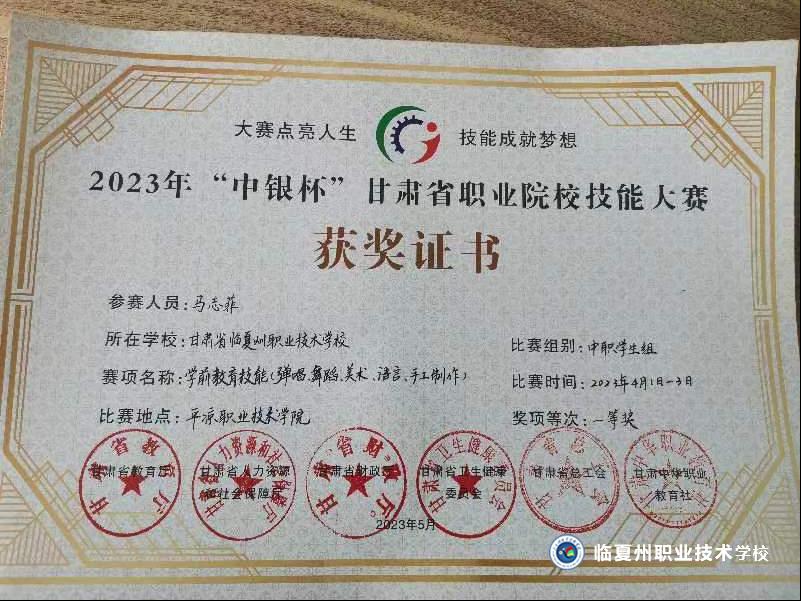 大赛点亮人生 技能成就梦想
2023年“中银杯”甘肃省职业院校技能大赛
获奖证书
参赛人员：马志菲
所在学校：甘肃省临夏州职业技术学校 比赛组别：中职学生组
赛项名称：学前教育技能(弹唱、舞蹈、美术、语言、手工制作) 比赛时间：2023年4月1日-3日
比赛地点：平凉职业技术学院 奖项等次：一等奖
甘肃省教育厅 甘肃省人力资源和社会保障厅 甘肃省财政厅 甘肃省卫生健康委员会 甘肃省总工会 甘肃中华职业教育社
2023年5月
临夏州职业技术学校